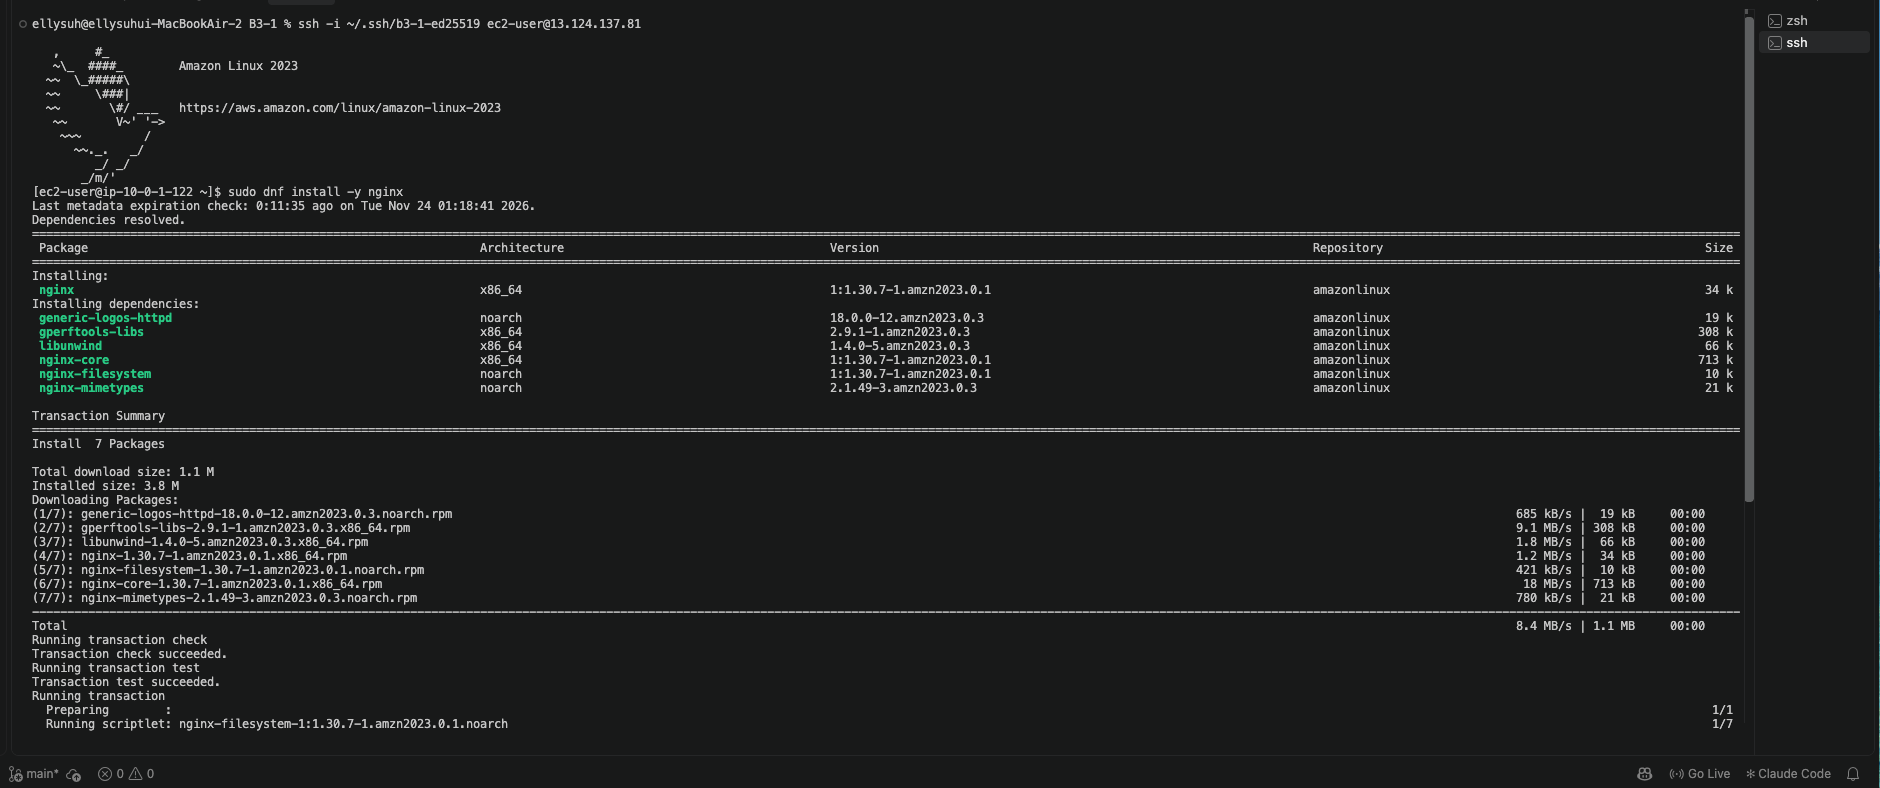 ellysuh@ellysuhui-MacBookAir-2 B3-1 % ssh -i ~/.ssh/b3-1-ed25519 ec2-user@13.124.137.81
   ,     #_
   ~\_  ####_        Amazon Linux 2023
  ~~  \_#####\
  ~~     \###|
  ~~       \#/ ___   https://aws.amazon.com/linux/amazon-linux-2023
   ~~       V~' '->
    ~~~         /
      ~~._.   _/
         _/ _/
       _/m/'
[ec2-user@ip-10-0-1-122 ~]$ sudo dnf install -y nginx
Last metadata expiration check: 0:11:35 ago on Tue Nov 24 01:18:41 2026.
Dependencies resolved.
Package Architecture Version Repository Size
Installing:
nginx x86_64 1:1.30.7-1.amzn2023.0.1 amazonlinux 34 k
Installing dependencies:
generic-logos-httpd noarch 18.0.0-12.amzn2023.0.3 amazonlinux 19 k
gperftools-libs x86_64 2.9.1-1.amzn2023.0.3 amazonlinux 308 k
libunwind x86_64 1.4.0-5.amzn2023.0.3 amazonlinux 66 k
nginx-core x86_64 1:1.30.7-1.amzn2023.0.1 amazonlinux 713 k
nginx-filesystem noarch 1:1.30.7-1.amzn2023.0.1 amazonlinux 10 k
nginx-mimetypes noarch 2.1.49-3.amzn2023.0.3 amazonlinux 21 k
Transaction Summary
Install  7 Packages
Total download size: 1.1 M
Installed size: 3.8 M
Downloading Packages:
(1/7): generic-logos-httpd-18.0.0-12.amzn2023.0.3.noarch.rpm 685 kB/s |  19 kB 00:00
(2/7): gperftools-libs-2.9.1-1.amzn2023.0.3.x86_64.rpm 9.1 MB/s | 308 kB 00:00
(3/7): libunwind-1.4.0-5.amzn2023.0.3.x86_64.rpm 1.8 MB/s |  66 kB 00:00
(4/7): nginx-1.30.7-1.amzn2023.0.1.x86_64.rpm 1.2 MB/s |  34 kB 00:00
(5/7): nginx-filesystem-1.30.7-1.amzn2023.0.1.noarch.rpm 421 kB/s |  10 kB 00:00
(6/7): nginx-core-1.30.7-1.amzn2023.0.1.x86_64.rpm 18 MB/s | 713 kB 00:00
(7/7): nginx-mimetypes-2.1.49-3.amzn2023.0.3.noarch.rpm 780 kB/s |  21 kB 00:00
Total 8.4 MB/s | 1.1 MB 00:00
Running transaction check
Transaction check succeeded.
Running transaction test
Transaction test succeeded.
Running transaction
Preparing        : 1/1
Running scriptlet: nginx-filesystem-1:1.30.7-1.amzn2023.0.1.noarch 1/7
zsh
ssh
main* 0 0 Go Live Claude Code